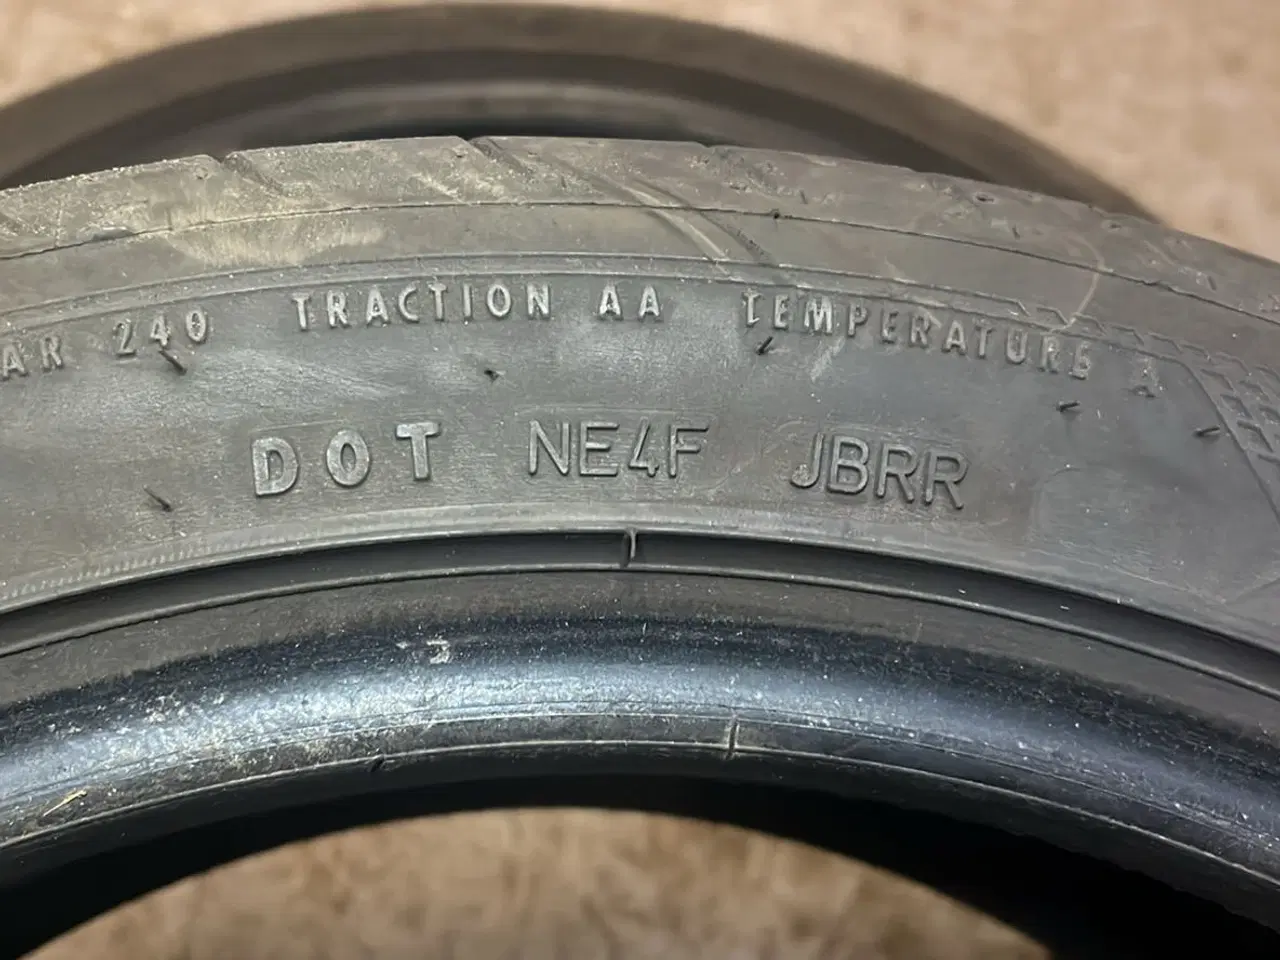 AR 240 TRACTION AA TEMPERATURE A
DOT NE4F JBRR